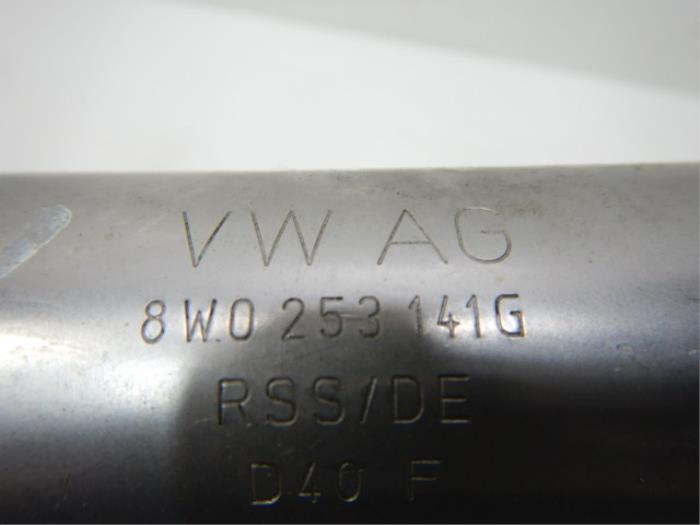 VW AG
8W0 253 141G
RSS/DE
D40 F